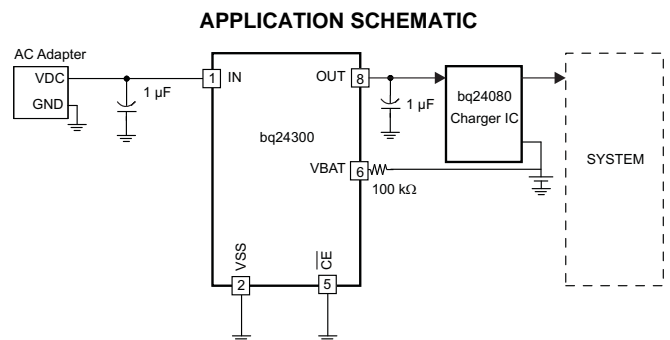 APPLICATION SCHEMATIC
AC Adapter
VDC
GND
1 μF
1
IN
OUT
8
bq24300
1 μF
bq24080
Charger IC
SYSTEM
VBAT
6
100 kΩ
VSS
2
CE
5